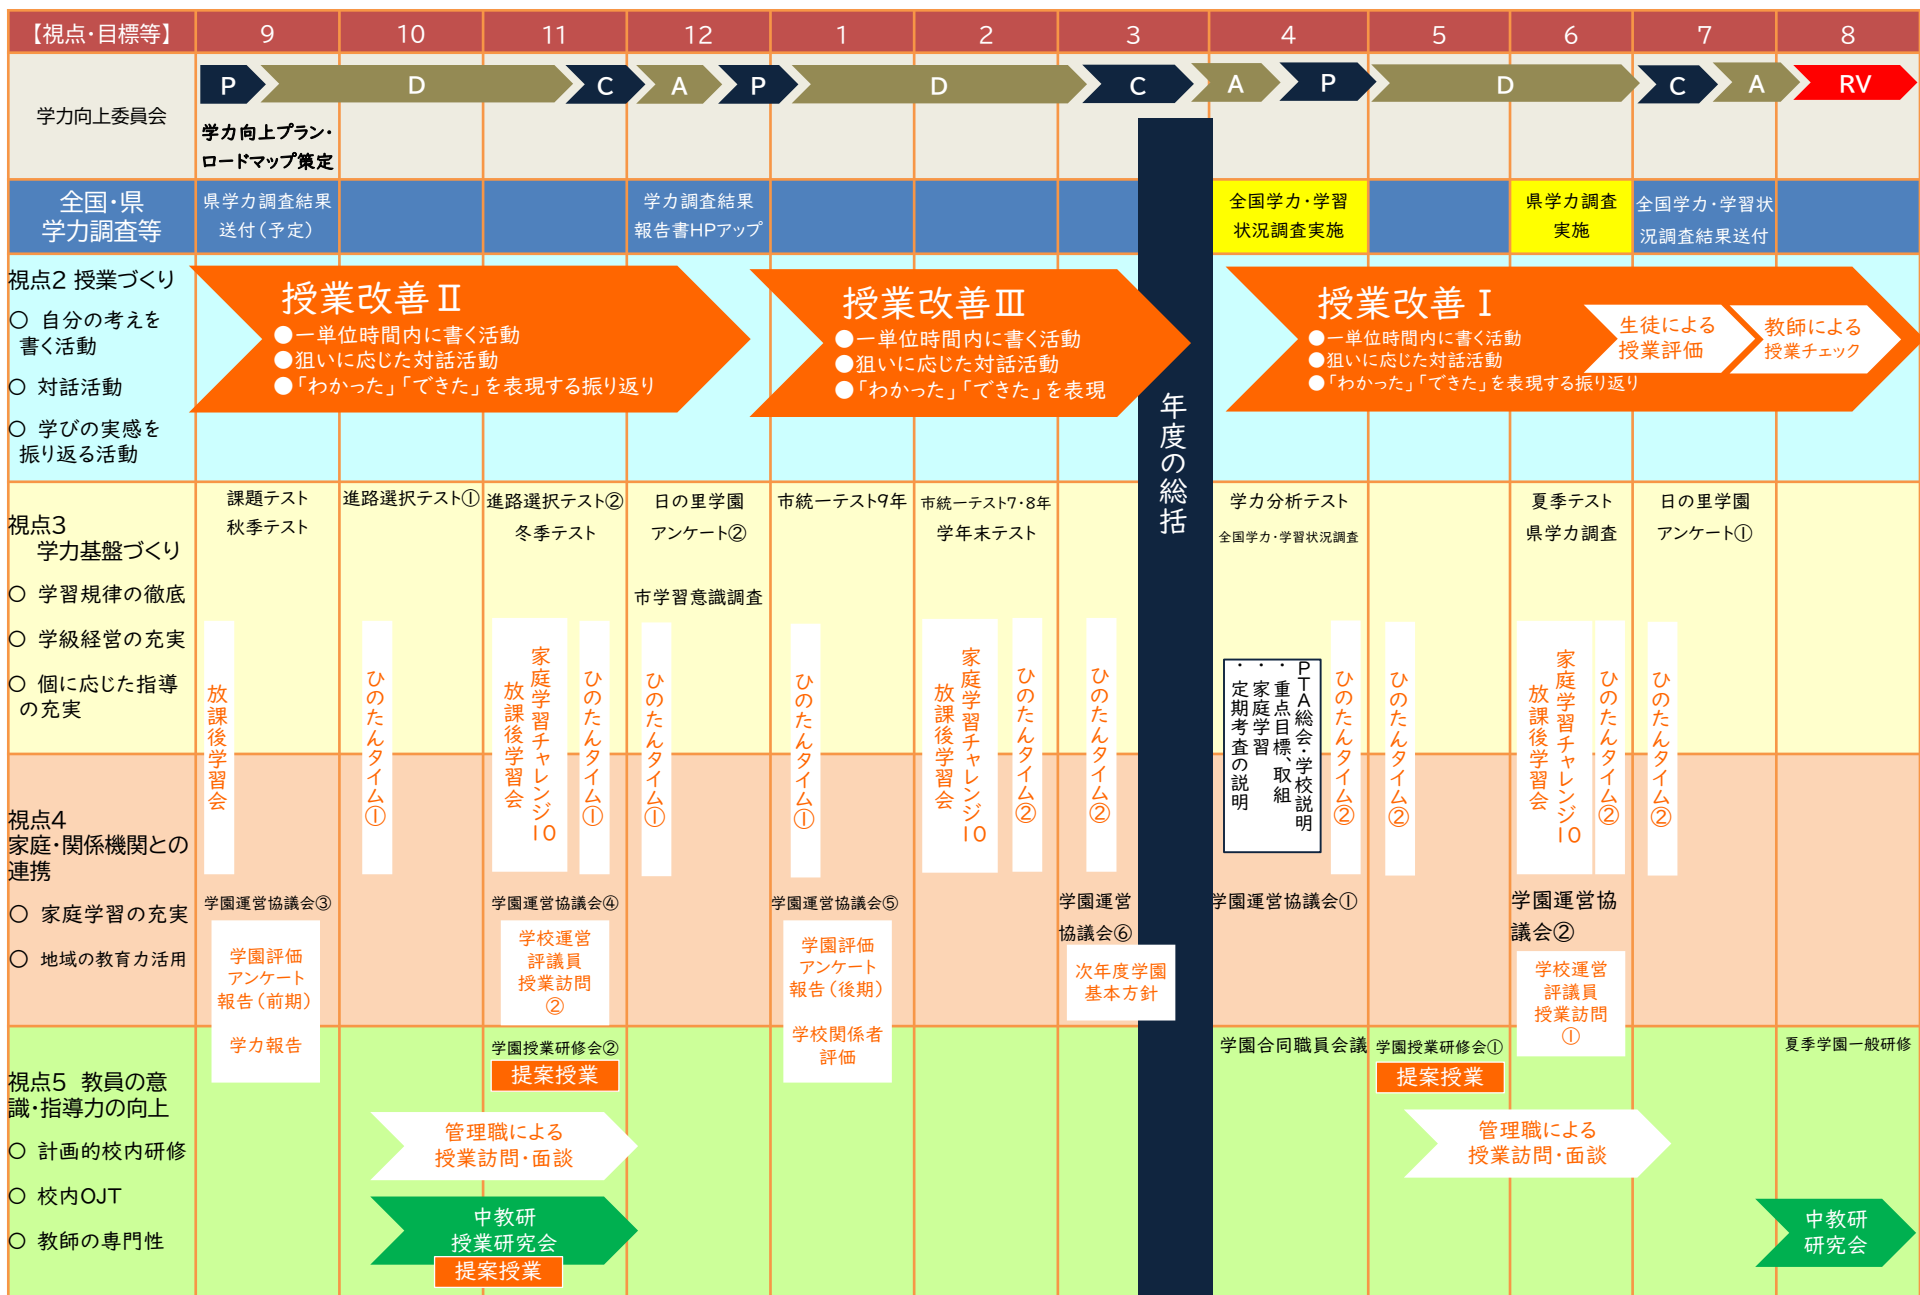 【視点・目標等】
9
10
11
12
1
2
3
4
5
6
7
8
学力向上委員会
P
D
C
A
P
D
C
A
P
D
C
A
RV
学力向上プラン・
ロードマップ策定
全国・県
学力調査等
県学力調査結果
送付（予定）
学力調査結果
報告書HPアップ
全国学力・学習
状況調査実施
県学力調査
実施
全国学力・学習状
況調査結果送付
視点2 授業づくり
○ 自分の考えを
書く活動
○ 対話活動
○ 学びの実感を
振り返る活動
授業改善Ⅱ
●一単位時間内に書く活動
●狙いに応じた対話活動
●「わかった」「できた」を表現する振り返り
授業改善Ⅲ
●一単位時間内に書く活動
●狙いに応じた対話活動
●「わかった」「できた」を表現
年度の総括
授業改善Ⅰ
●一単位時間内に書く活動
●狙いに応じた対話活動
●「わかった」「できた」を表現する振り返り
生徒による
授業評価
教師による
授業チェック
視点3
学力基盤づくり
○ 学習規律の徹底
○ 学級経営の充実
○ 個に応じた指導
の充実
課題テスト
秋季テスト
進路選択テスト①
進路選択テスト②
冬季テスト
日の里学園
アンケート②
市学習意識調査
市統一テスト9年
市統一テスト7・8年
学年末テスト
学力分析テスト
全国学力・学習状況調査
夏季テスト
県学力調査
日の里学園
アンケート①
放課後学習会
ひのたんタイム①
家庭学習チャレンジ10
放課後学習会
ひのたんタイム①
ひのたんタイム①
ひのたんタイム①
家庭学習チャレンジ10
放課後学習会
ひのたんタイム②
ひのたんタイム②
PTA総会・学校説明
・重点目標、取組
・家庭学習
・定期考査の説明
ひのたんタイム②
ひのたんタイム②
家庭学習チャレンジ10
放課後学習会
ひのたんタイム②
ひのたんタイム②
視点4
家庭・関係機関との
連携
○ 家庭学習の充実
○ 地域の教育力活用
学園運営協議会③
学園評価
アンケート
報告（前期）
学力報告
学園運営協議会④
学校運営
評議員
授業訪問
②
学園運営協議会⑤
学園評価
アンケート
報告（後期）
学校関係者
評価
学園運営
協議会⑥
次年度学園
基本方針
学園運営協議会①
学園運営協
議会②
学校運営
評議員
授業訪問
①
視点5 教員の意
識・指導力の向上
○ 計画的校内研修
○ 校内OJT
○ 教師の専門性
学園授業研修会②
提案授業
学園合同職員会議
学園授業研修会①
提案授業
夏季学園一般研修
管理職による
授業訪問・面談
管理職による
授業訪問・面談
中教研
授業研究会
提案授業
中教研
研究会